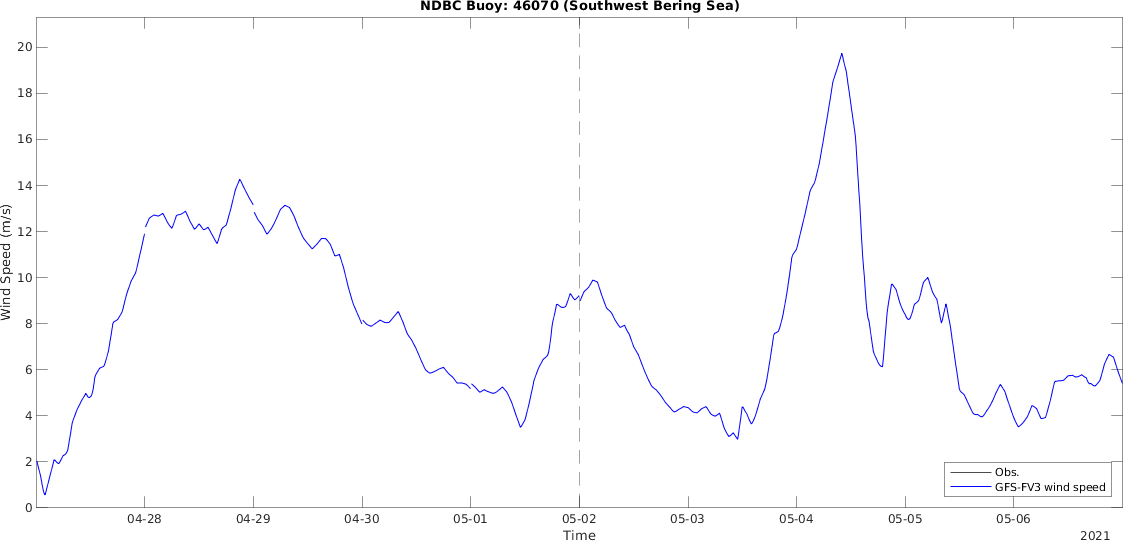 NDBC Buoy: 46070 (Southwest Bering Sea)
Wind Speed (m/s)
20
18
16
14
12
10
8
6
4
2
0
Obs.
GFS-FV3 wind speed
04-28 04-29 04-30 05-01 05-02 05-03 05-04 05-05 05-06
Time
2021